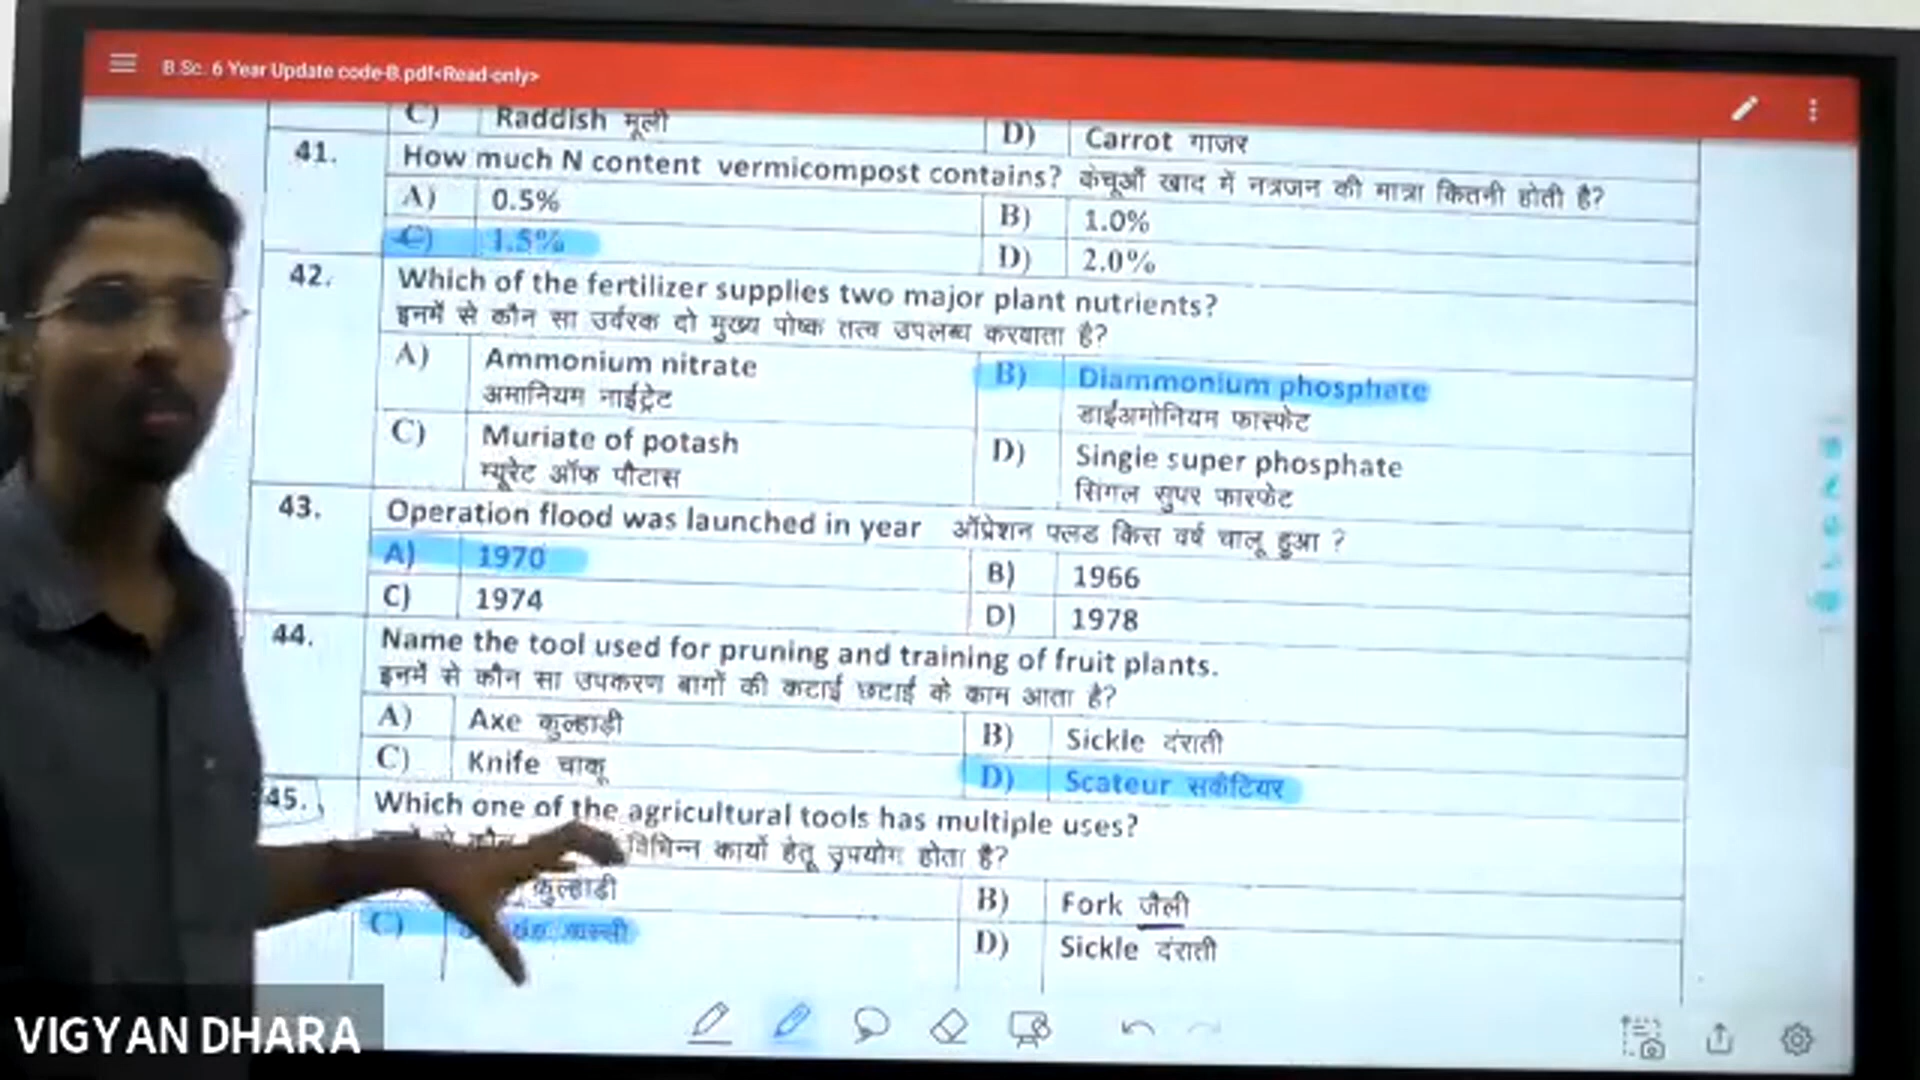 B.Sc. 6 Year Update code-B.pdf<Read-only>
C) Raddish मूली D) Carrot गाजर
41. How much N content vermicompost contains? केंचूऔं खाद में नत्रजन की मात्रा कितनी होती है?
A) 0.5% B) 1.0%
C) 1.5% D) 2.0%
42. Which of the fertilizer supplies two major plant nutrients?
इनमें से कौन सा उर्वरक दो मुख्य पोष्क तत्व उपलब्ध करवाता है?
A) Ammonium nitrate B) Diammonium phosphate
अमानियम नाईट्रेट डाईअमोनियम फास्फेट
C) Muriate of potash D) Single super phosphate
म्यूरेट ऑफ पौटास सिंगल सुपर फारफेट
43. Operation flood was launched in year ऑप्रेशन फ्लड किस वर्ष चालू हुआ ?
A) 1970 B) 1966
C) 1974 D) 1978
44. Name the tool used for pruning and training of fruit plants.
इनमें से कौन सा उपकरण बागों की कटाई छटाई के काम आता है?
A) Axe कुल्हाड़ी B) Sickle दंराती
C) Knife चाकू D) Scateur सकैटियर
45. Which one of the agricultural tools has multiple uses?
विभिन्न कार्यो हेतू उपयोग होता है?
कुल्हाडी B) Fork जैली
C) D) Sickle दंराती
VIGYAN DHARA